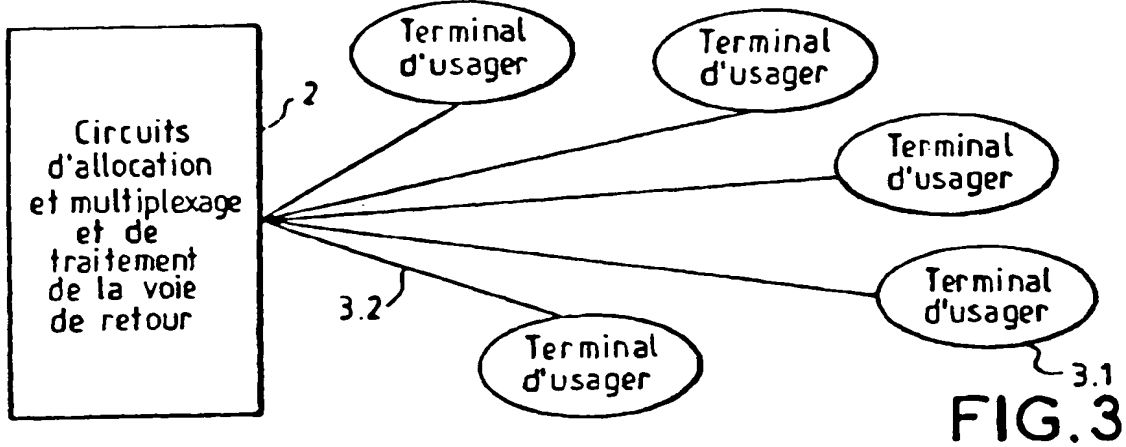 Circuits
d'allocation
et multiplexage
et de
traitement
de la voie
de retour
2
Terminal
d'usager
Terminal
d'usager
Terminal
d'usager
Terminal
d'usager
3.1
Terminal
d'usager
3.2
FIG.3